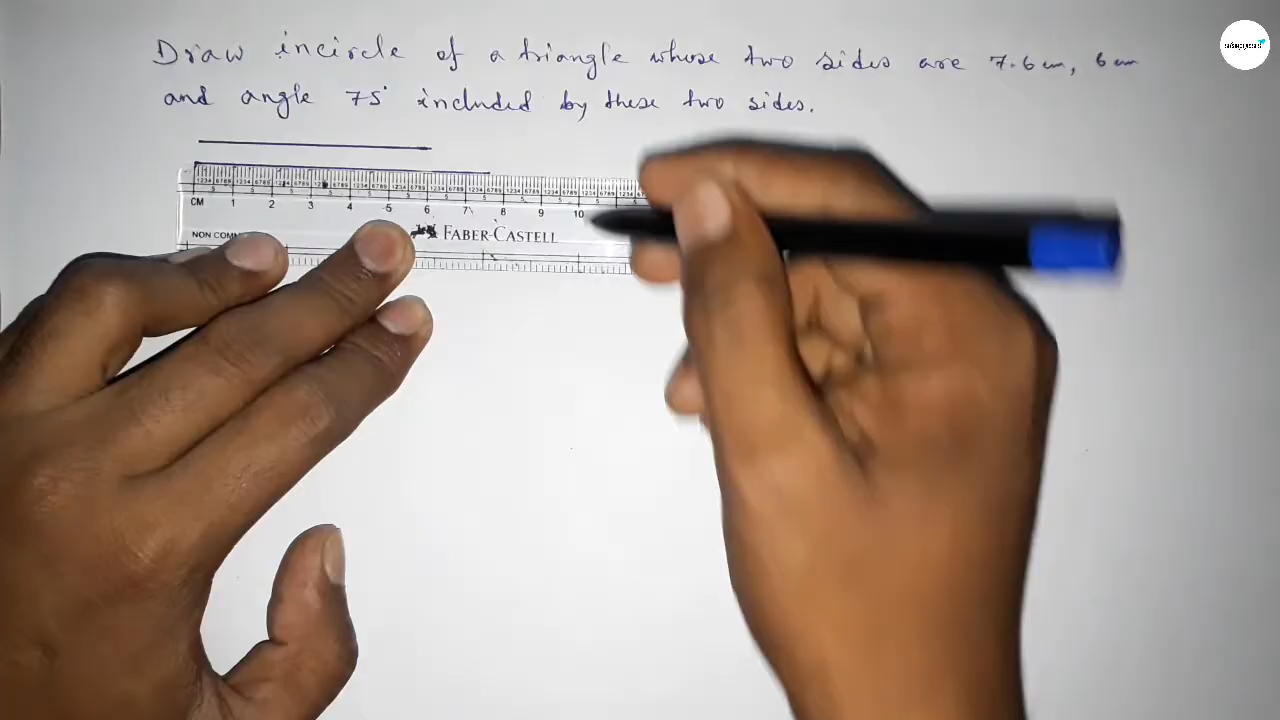 Draw incircle of a triangle whose two sides are 7.6 cm, 6 cm
and angle 75° included by these two sides.
CM 1 2 3 4 5 6 7 8 9 10
FABER-CASTELL